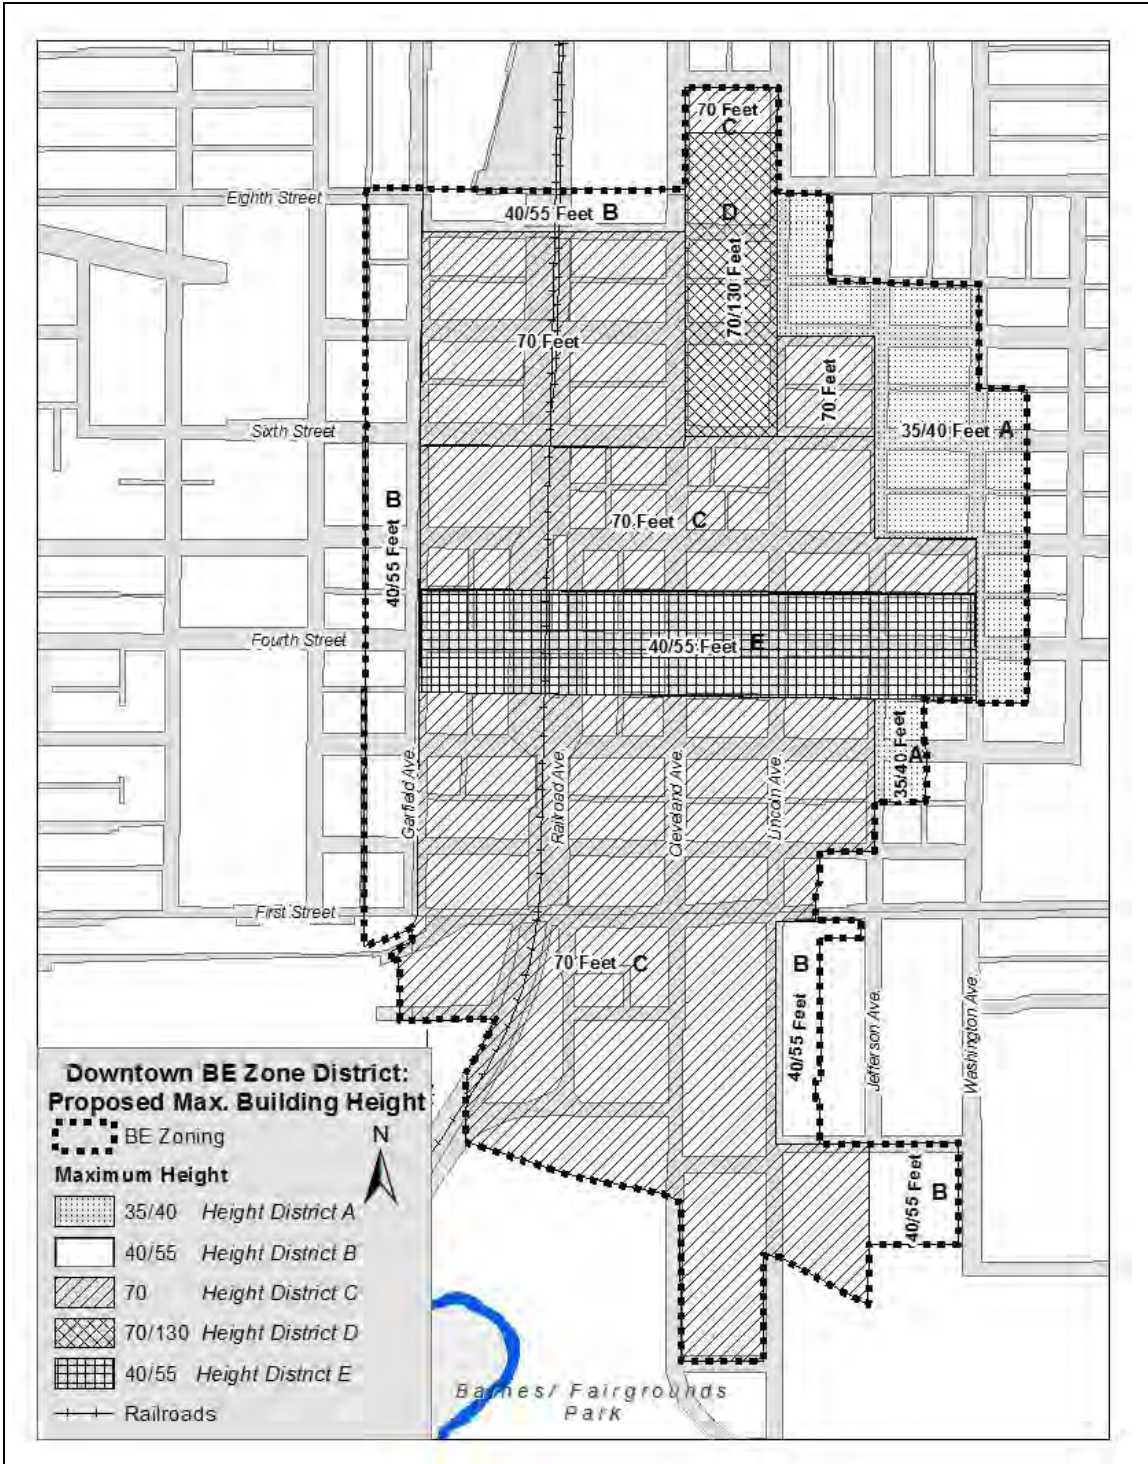 70 Feet
C
Eighth Street
40/55 Feet B
D
70/130 Feet
70 Feet
70 Feet
Sixth Street
35/40 Feet A
B
40/55 Feet
70 Feet C
Fourth Street
40/55 Feet E
35/40 Feet
A
Garfield Ave.
Railroad Ave.
Cleveland Ave.
Lincoln Ave.
First Street
70 Feet C
B
40/55 Feet
Jefferson Ave.
Washington Ave.
40/55 Feet
B
Downtown BE Zone District:
Proposed Max. Building Height
BE Zoning
N
Maximum Height
35/40 Height District A
40/55 Height District B
70 Height District C
70/130 Height District D
40/55 Height District E
Railroads
Barnes/ Fairgrounds
Park